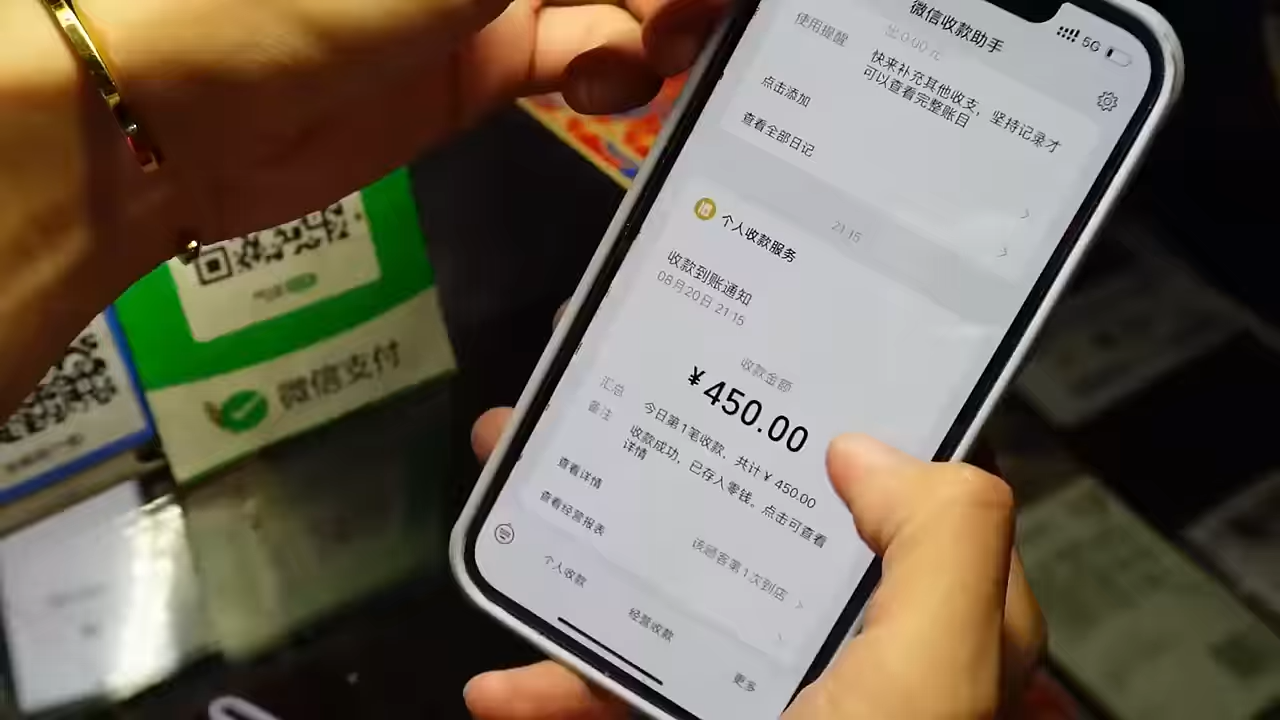 微信收款助手
5G
使用提醒
出0.00元
快来补充其他收支，坚持记录才
可以查看完整账目
点击添加
查看全部日记
21:15
个人收款服务
收款到账通知
08月20日 21:15
收款金额
¥450.00
汇总
今日第1笔收款，共计¥450.00
备注
收款成功，已存入零钱。点击可查看
详情
查看详情
该顾客第1次到店
查看经营报表
个人收款
经营收款
更多
微信支付